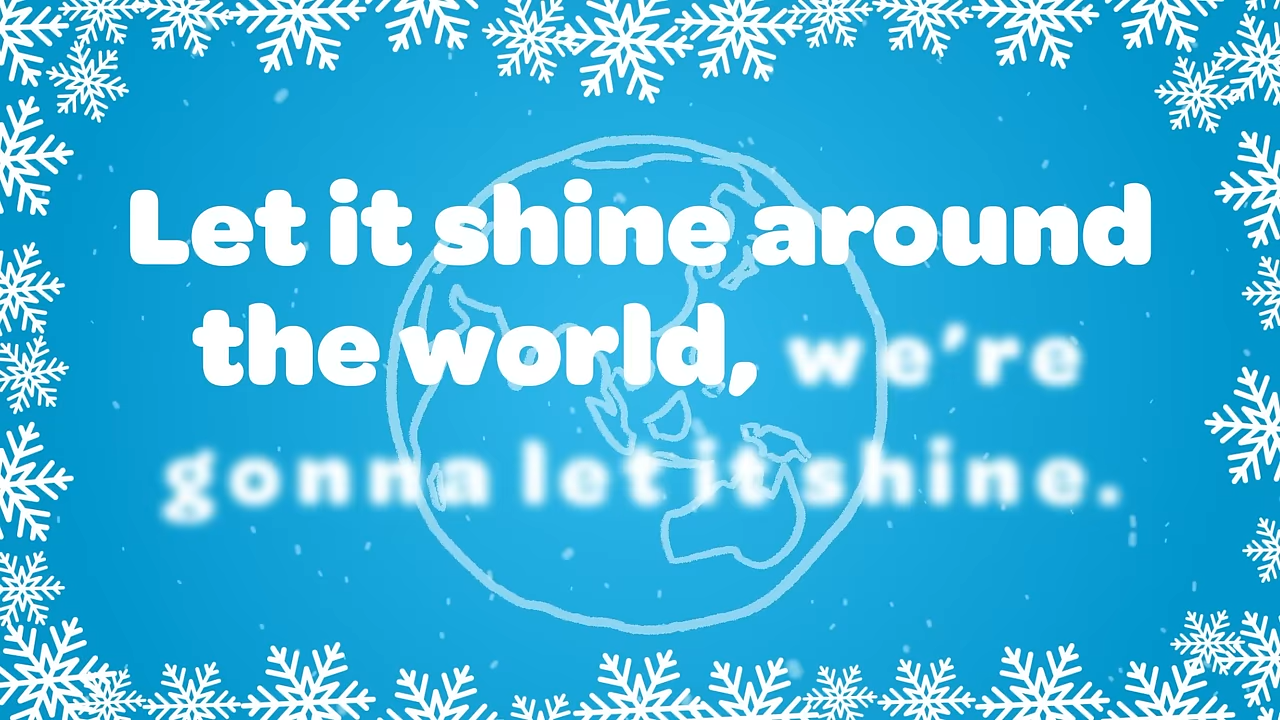 Let it shine around
the world, we’re
gonna let it shine.